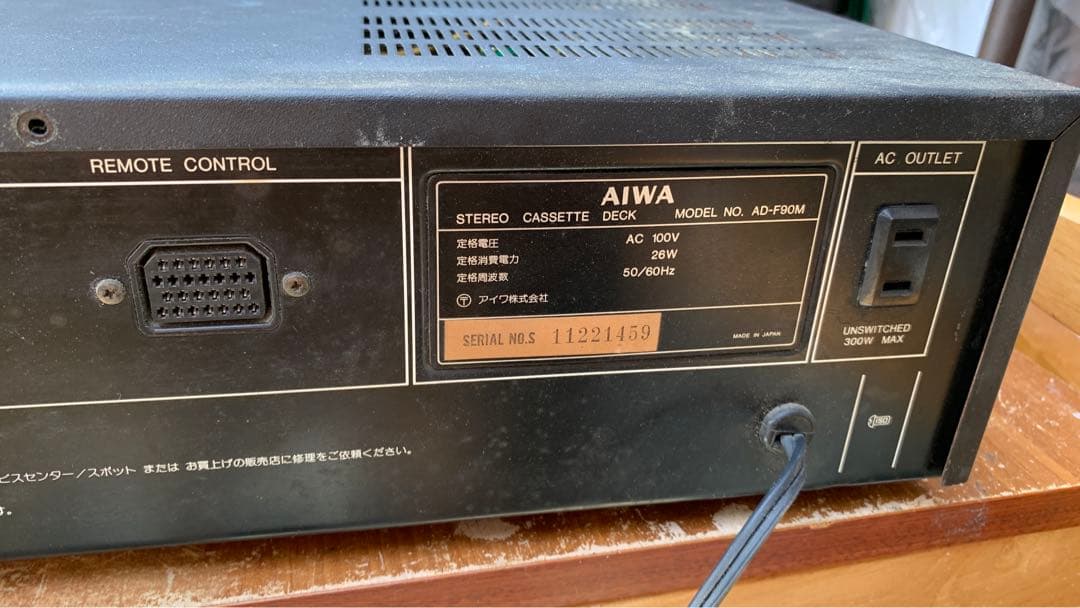 REMOTE CONTROL
AIWA
STEREO CASSETTE DECK MODEL NO. AD-F90M
定格電圧 AC 100V
定格消費電力 26W
定格周波数 50/60Hz
〒 アイワ株式会社
SERIAL NO.S 11221459
MADE IN JAPAN
AC OUTLET
UNSWITCHED
300W MAX
ビスセンター/スポット または お買上げの販売店に修理をご依頼ください。
す。